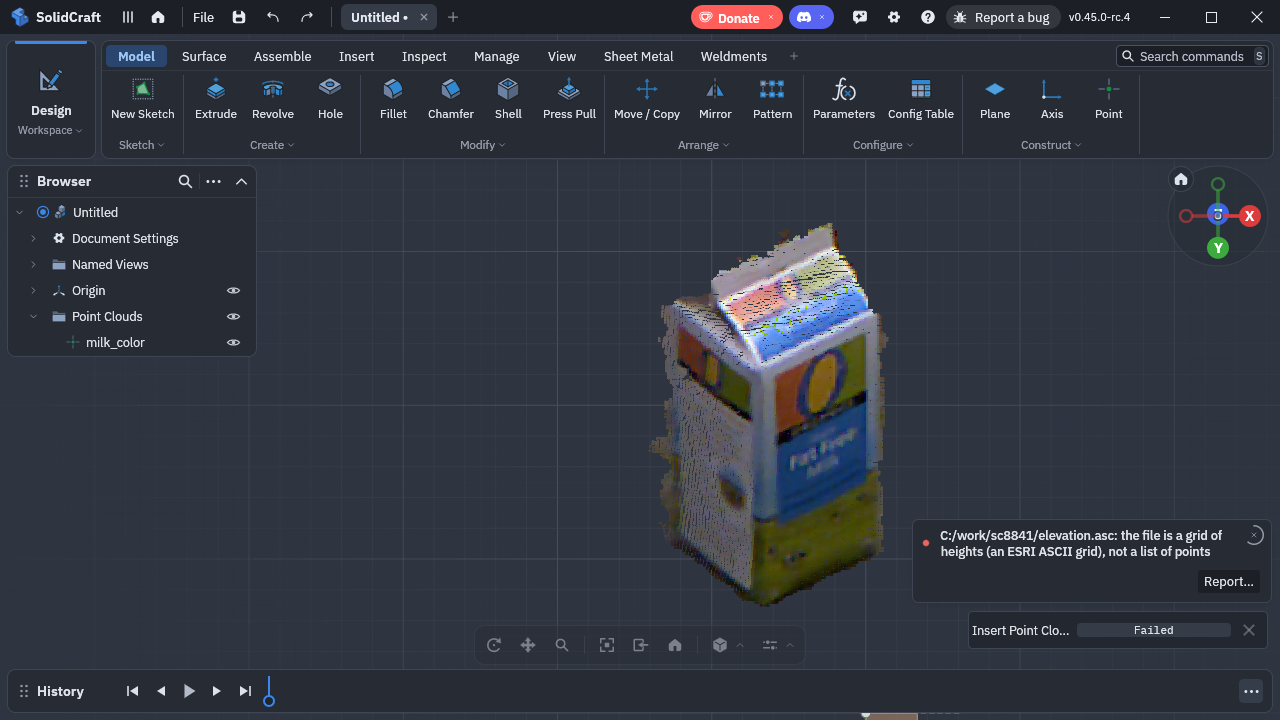 SolidCraft
File
Untitled •
Donate
Report a bug
v0.45.0-rc.4
Design
Workspace
Model
Surface
Assemble
Insert
Inspect
Manage
View
Sheet Metal
Weldments
Search commands
S
New Sketch
Extrude
Revolve
Hole
Fillet
Chamfer
Shell
Press Pull
Move / Copy
Mirror
Pattern
Parameters
Config Table
Plane
Axis
Point
Sketch
Create
Modify
Arrange
Configure
Construct
Browser
Untitled
Document Settings
Named Views
Origin
Point Clouds
milk_color
X
Z
Y
Fat Free
C:/work/sc8841/elevation.asc: the file is a grid of
heights (an ESRI ASCII grid), not a list of points
Report...
Insert Point Clo...
Failed
History